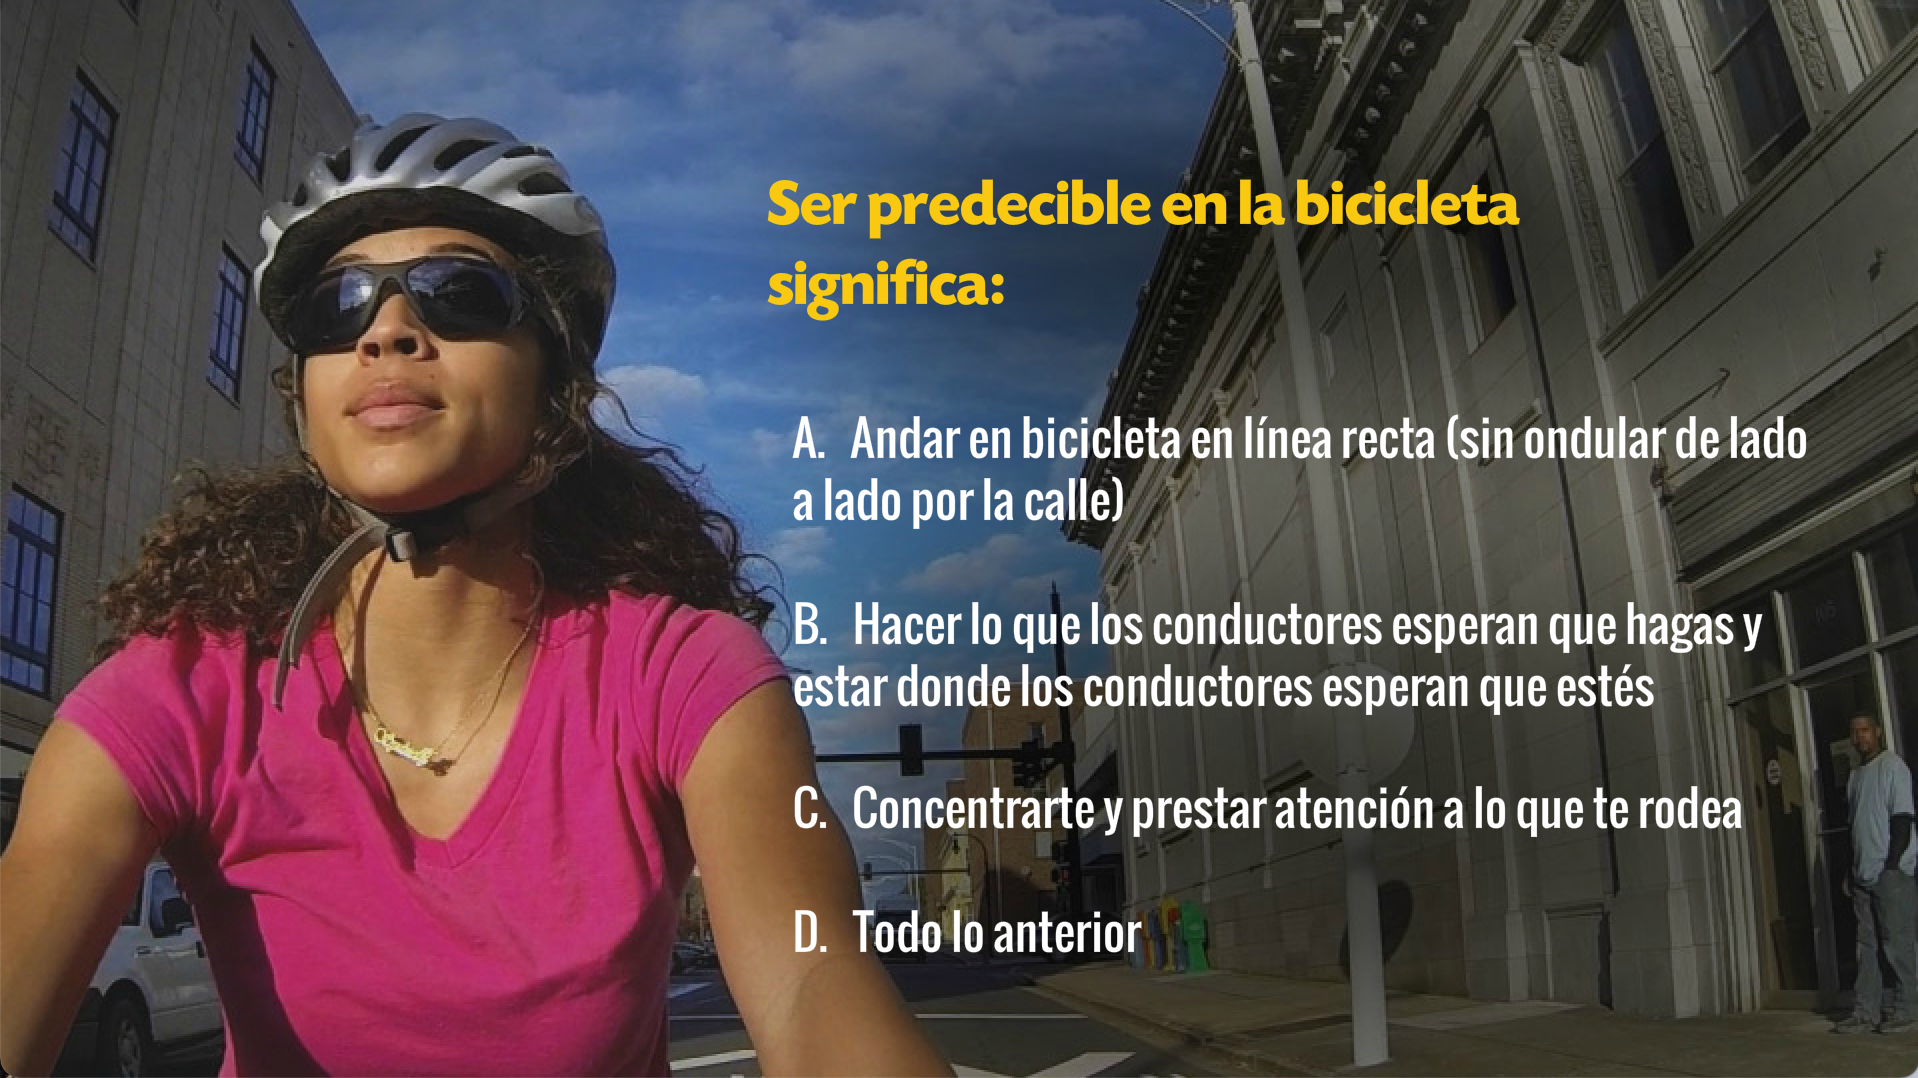 Ser predecible en la bicicleta
significa:
A. Andar en bicicleta en línea recta (sin ondular de lado
a lado por la calle)
B. Hacer lo que los conductores esperan que hagas y
estar donde los conductores esperan que estés
C. Concentrarte y prestar atención a lo que te rodea
D. Todo lo anterior